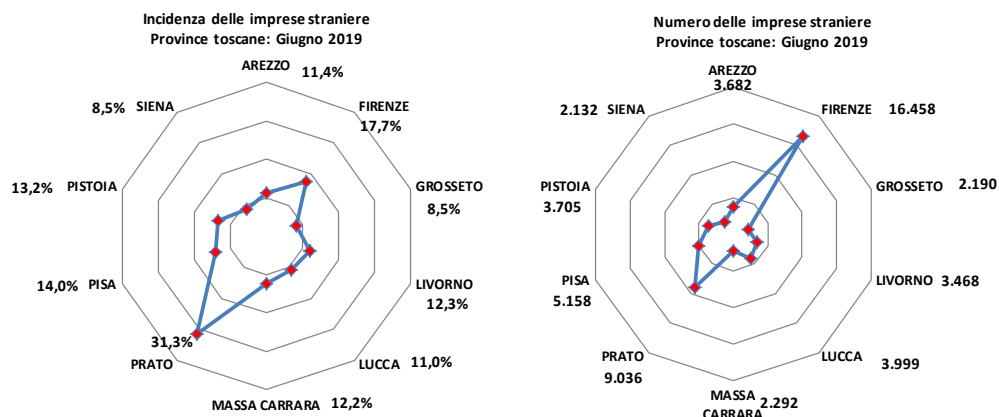 Incidenza delle imprese straniere
Province toscane: Giugno 2019
AREZZO
11,4%
FIRENZE
17,7%
GROSSETO
8,5%
LIVORNO
12,3%
LUCCA
11,0%
MASSA CARRARA
12,2%
PRATO
31,3%
PISA
14,0%
PISTOIA
13,2%
SIENA
8,5%
Numero delle imprese straniere
Province toscane: Giugno 2019
AREZZO
3.682
FIRENZE
16.458
GROSSETO
2.190
LIVORNO
3.468
LUCCA
3.999
MASSA
CARRARA
2.292
PRATO
9.036
PISA
5.158
PISTOIA
3.705
SIENA
2.132